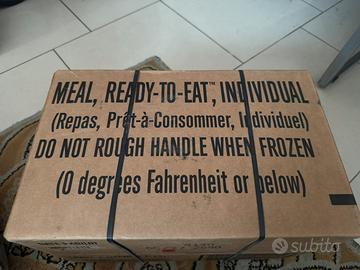 MEAL, READY-TO-EAT™, INDIVIDUAL
(Repas, Prêt-à-Consommer, Individuel)
DO NOT ROUGH HANDLE WHEN FROZEN
(0 degrees Fahrenheit or below)
subito